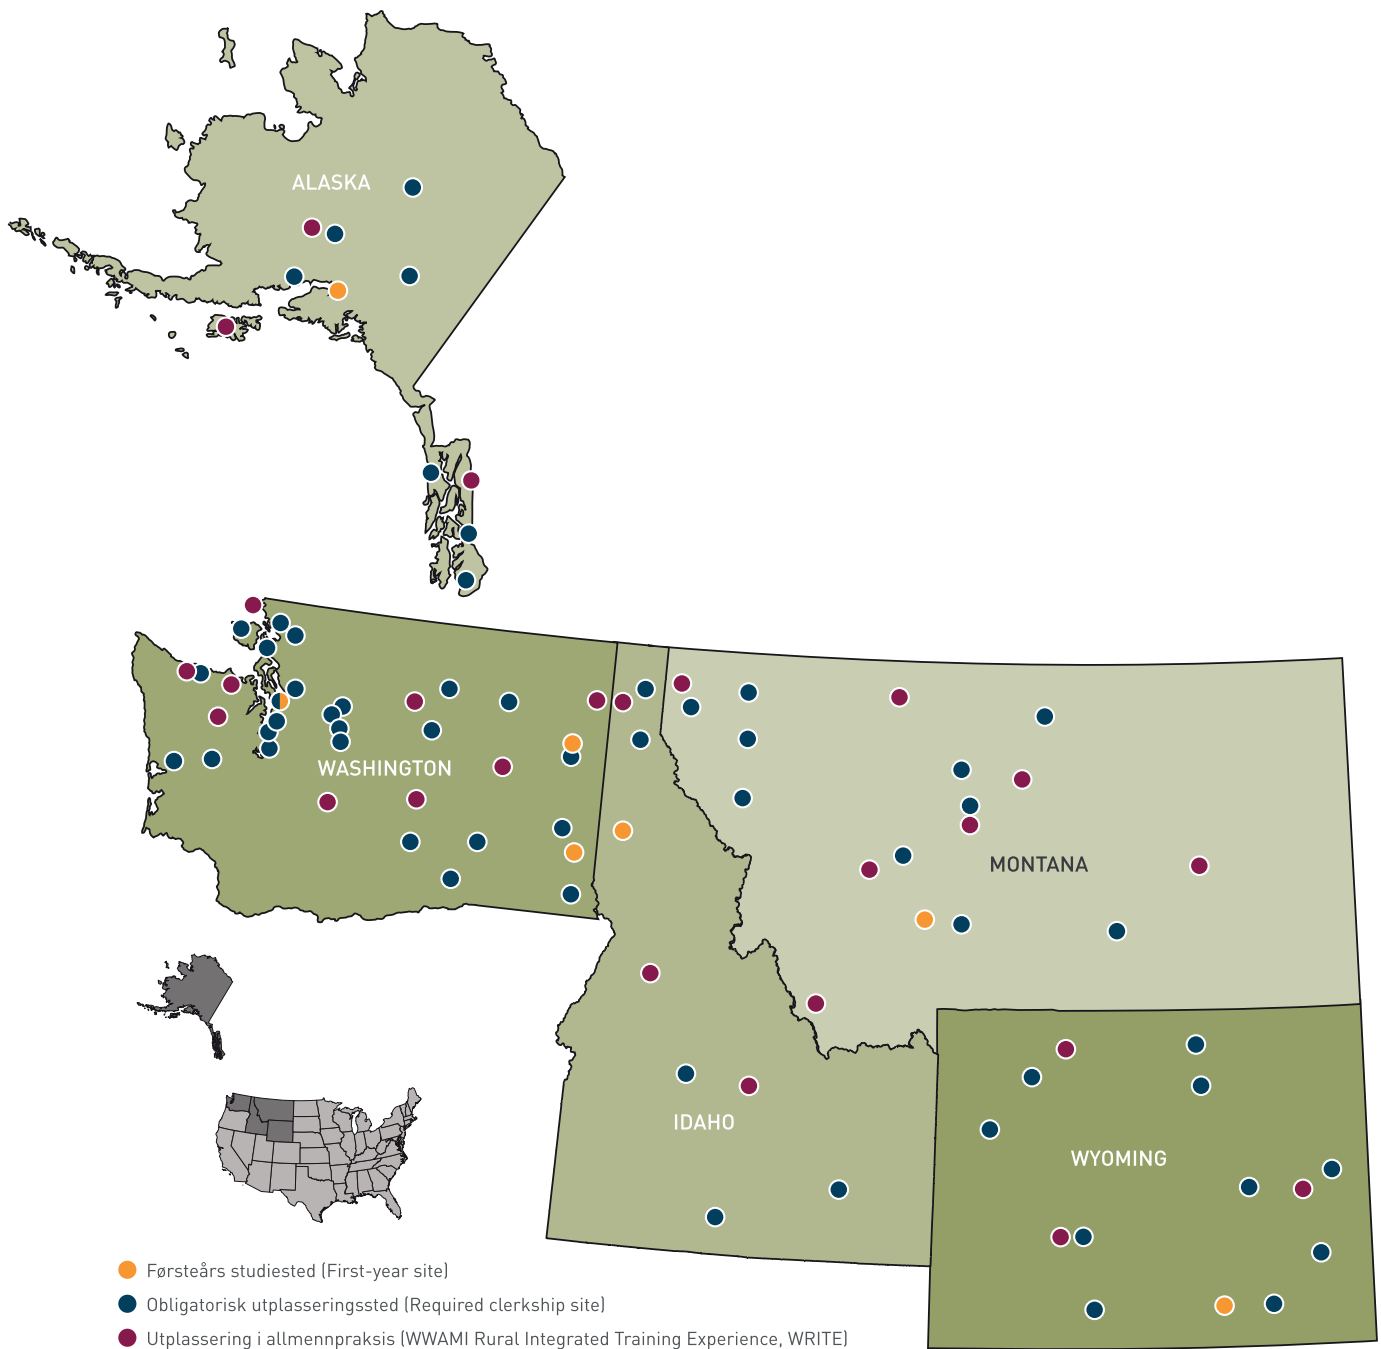 ALASKA
WASHINGTON
MONTANA
IDAHO
WYOMING
Førsteårs studiested (First-year site)
Obligatorisk utplasseringssted (Required clerkship site)
Utplassering i allmennpraksis (WWAMI Rural Integrated Training Experience, WRITE)